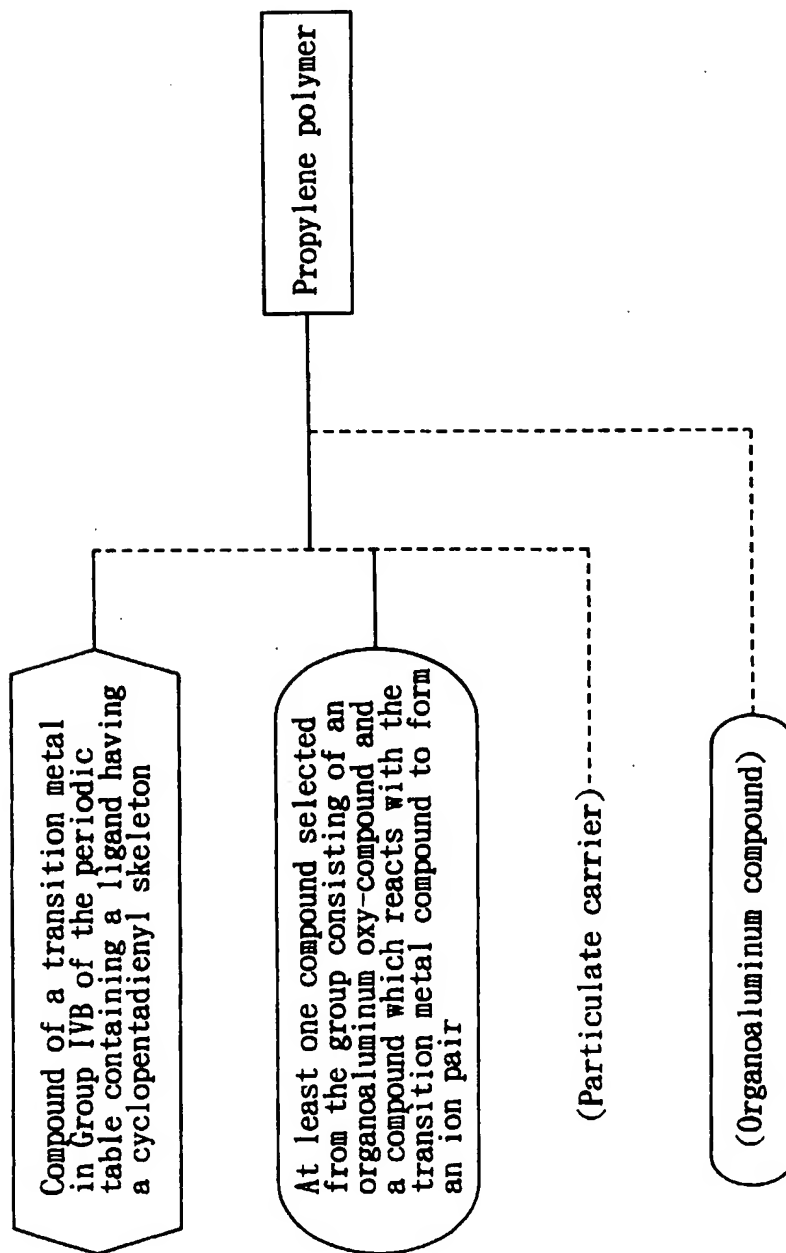 Compound of a transition metal
in Group IVB of the periodic
table containing a ligand having
a cyclopentadienyl skeleton
At least one compound selected
from the group consisting of an
organoaluminum oxy-compound and
a compound which reacts with the
transition metal compound to form
an ion pair
(Particulate carrier)
(Organoaluminum compound)
Propylene polymer